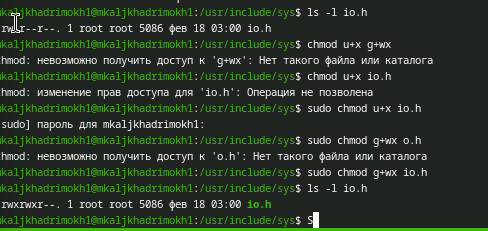 mkaljkhadrimokh1@mkaljkhadrimokh1:/usr/include/sys$ ls -l io.h
rw-r--r--. 1 root root 5086 фев 18 03:00 io.h
mkaljkhadrimokh1@mkaljkhadrimokh1:/usr/include/sys$ chmod u+x g+wx
chmod: невозможно получить доступ к 'g+wx': Нет такого файла или каталога
mkaljkhadrimokh1@mkaljkhadrimokh1:/usr/include/sys$ chmod u+x io.h
chmod: изменение прав доступа для 'io.h': Операция не позволена
mkaljkhadrimokh1@mkaljkhadrimokh1:/usr/include/sys$ sudo chmod u+x io.h
[sudo] пароль для mkaljkhadrimokh1:
mkaljkhadrimokh1@mkaljkhadrimokh1:/usr/include/sys$ sudo chmod g+wx o.h
chmod: невозможно получить доступ к 'o.h': Нет такого файла или каталога
mkaljkhadrimokh1@mkaljkhadrimokh1:/usr/include/sys$ sudo chmod g+wx io.h
mkaljkhadrimokh1@mkaljkhadrimokh1:/usr/include/sys$ ls -l io.h
rwxrwxr--. 1 root root 5086 фев 18 03:00 io.h
mkaljkhadrimokh1@mkaljkhadrimokh1:/usr/include/sys$ S